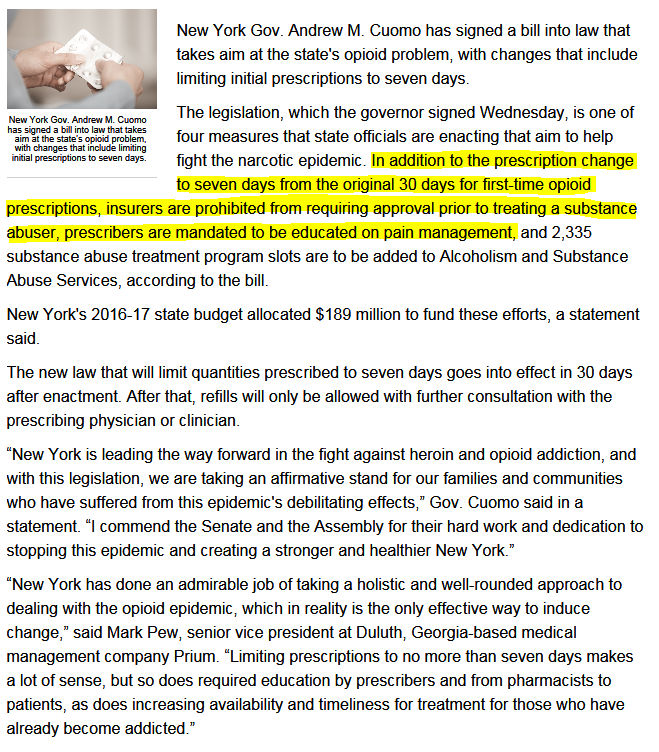 New York Gov. Andrew M. Cuomo
has signed a bill into law that takes
aim at the state's opioid problem,
with changes that include limiting
initial prescriptions to seven days.
New York Gov. Andrew M. Cuomo has signed a bill into law that
takes aim at the state's opioid problem, with changes that include
limiting initial prescriptions to seven days.
The legislation, which the governor signed Wednesday, is one of
four measures that state officials are enacting that aim to help
fight the narcotic epidemic. In addition to the prescription change
to seven days from the original 30 days for first-time opioid
prescriptions, insurers are prohibited from requiring approval prior to treating a substance
abuser, prescribers are mandated to be educated on pain management, and 2,335
substance abuse treatment program slots are to be added to Alcoholism and Substance
Abuse Services, according to the bill.
New York's 2016-17 state budget allocated $189 million to fund these efforts, a statement
said.
The new law that will limit quantities prescribed to seven days goes into effect in 30 days
after enactment. After that, refills will only be allowed with further consultation with the
prescribing physician or clinician.
“New York is leading the way forward in the fight against heroin and opioid addiction, and
with this legislation, we are taking an affirmative stand for our families and communities
who have suffered from this epidemic's debilitating effects,” Gov. Cuomo said in a
statement. “I commend the Senate and the Assembly for their hard work and dedication to
stopping this epidemic and creating a stronger and healthier New York.”
“New York has done an admirable job of taking a holistic and well-rounded approach to
dealing with the opioid epidemic, which in reality is the only effective way to induce
change,” said Mark Pew, senior vice president at Duluth, Georgia-based medical
management company Prium. “Limiting prescriptions to no more than seven days makes
a lot of sense, but so does required education by prescribers and from pharmacists to
patients, as does increasing availability and timeliness for treatment for those who have
already become addicted.”